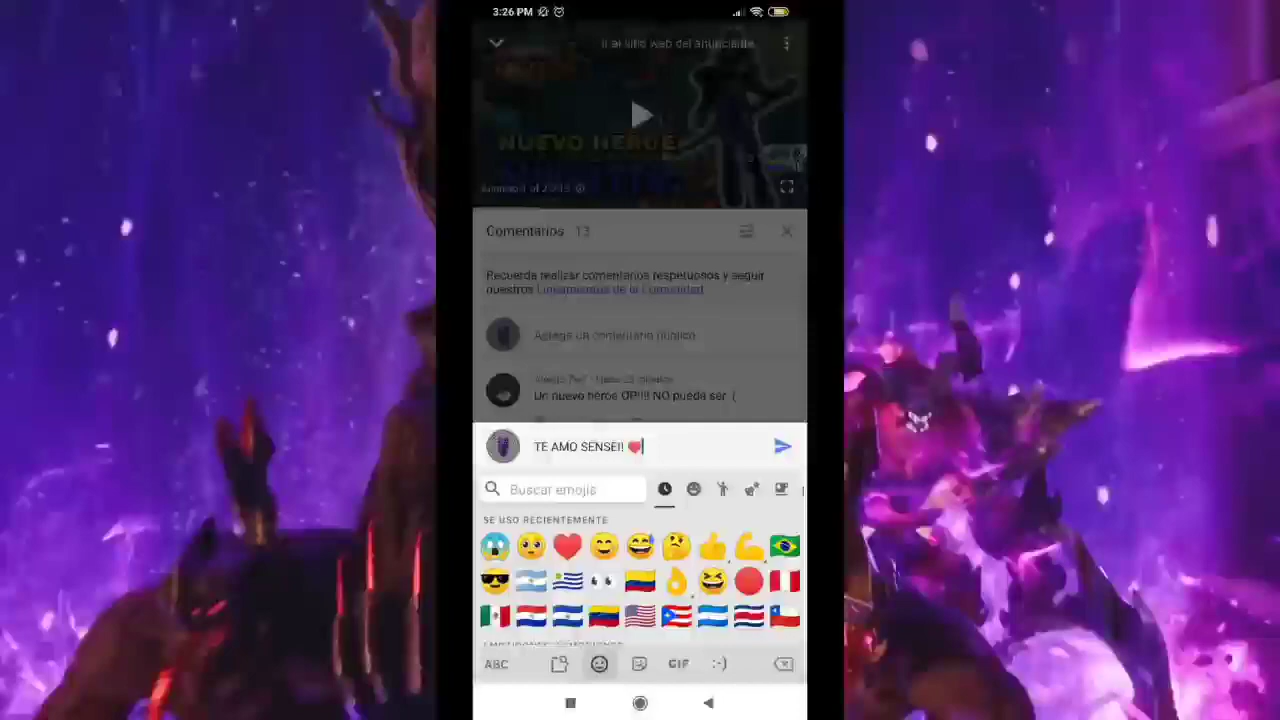 3:26 PM
Ir al sitio web del anunciante
NUEVO HÉROE
Comentarios 13
Recuerda realizar comentarios respetuosos y seguir
nuestros Lineamientos de la Comunidad
Agrega un comentario público
Un nuevo héroe OP!!!! NO puede ser :(
TE AMO SENSEI!
Buscar emojis
SE USÓ RECIENTEMENTE
ABC
GIF
:-)